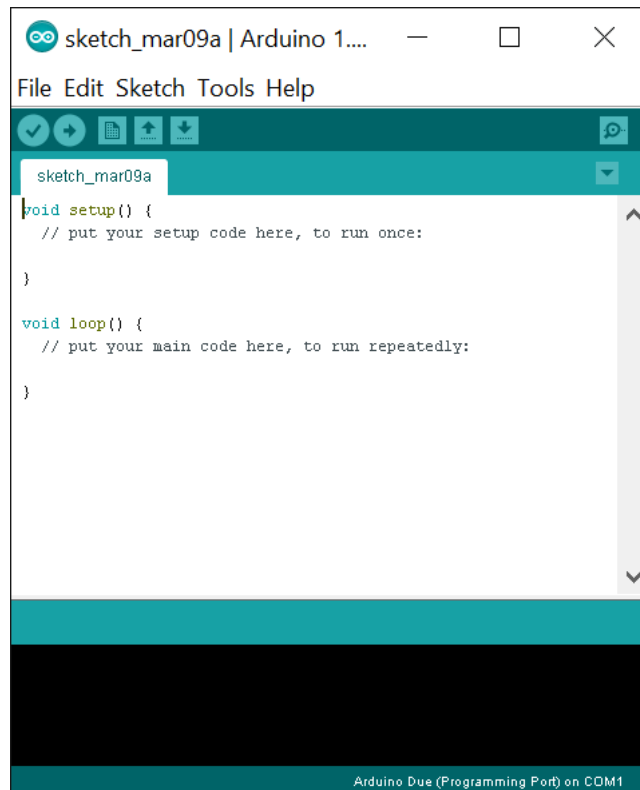 sketch_mar09a | Arduino 1....
File Edit Sketch Tools Help
sketch_mar09a
void setup() {
  // put your setup code here, to run once:
}
void loop() {
  // put your main code here, to run repeatedly:
}
Arduino Due (Programming Port) on COM1